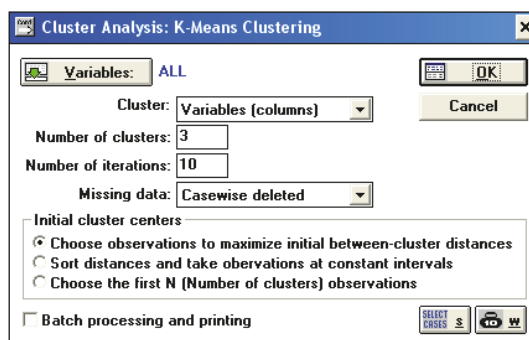 Cluster Analysis: K-Means Clustering
Variables: ALL
OK
Cluster: Variables (columns)
Cancel
Number of clusters: 3
Number of iterations: 10
Missing data: Casewise deleted
Initial cluster centers
Choose observations to maximize initial between-cluster distances
Sort distances and take obervations at constant intervals
Choose the first N (Number of clusters) observations
Batch processing and printing
SELECT CASES S
W